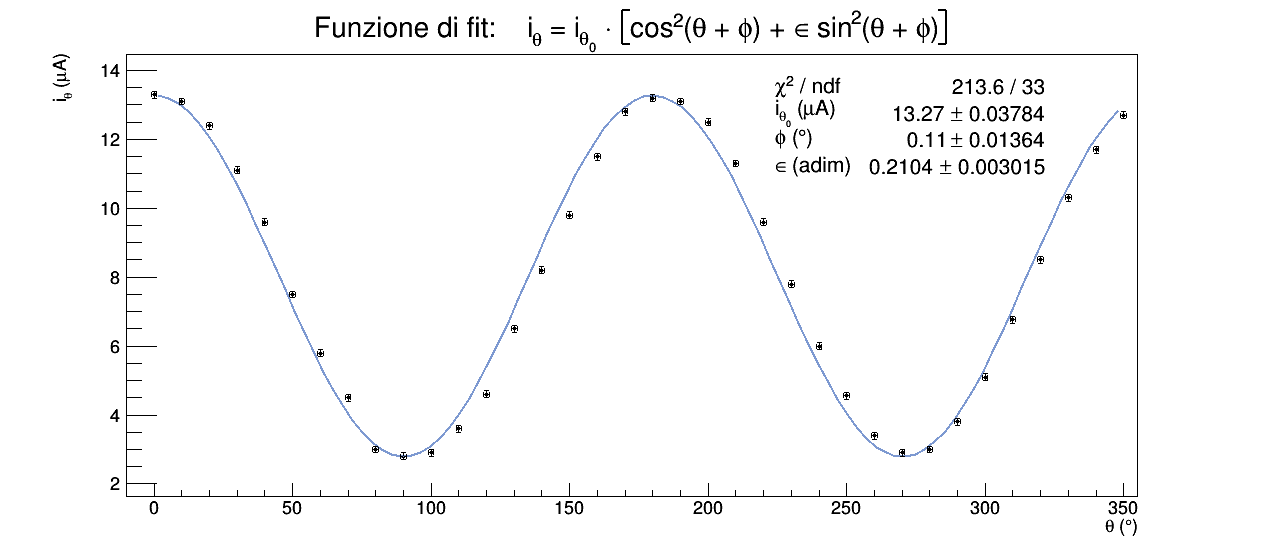 Funzione di fit: i_θ = i_θ₀ · [cos²(θ + ϕ) + ∈ sin²(θ + ϕ)]
i_θ (μA)
χ² / ndf 213.6 / 33
i_θ₀ (μA) 13.27 ± 0.03784
ϕ (°) 0.11 ± 0.01364
∈ (adim) 0.2104 ± 0.003015
14
12
10
8
6
4
2
0 50 100 150 200 250 300 350
θ (°)